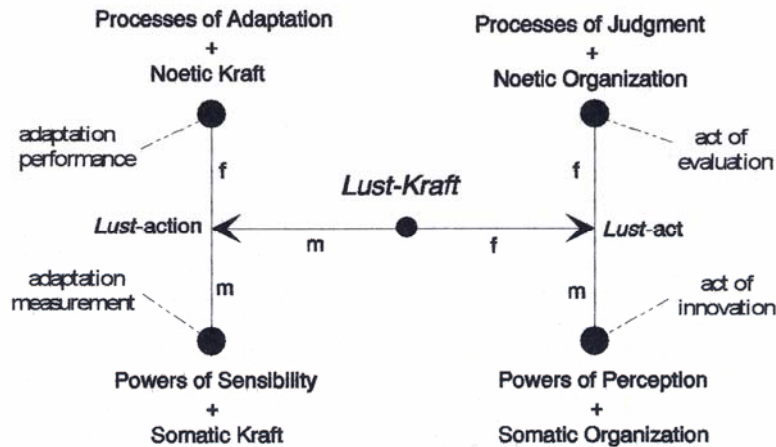 Processes of Adaptation
+
Noetic Kraft
Processes of Judgment
+
Noetic Organization
adaptation
performance
f
act of
evaluation
f
Lust-Kraft
Lust-action
m
f
Lust-act
adaptation
measurement
m
act of
innovation
m
Powers of Sensibility
+
Somatic Kraft
Powers of Perception
+
Somatic Organization